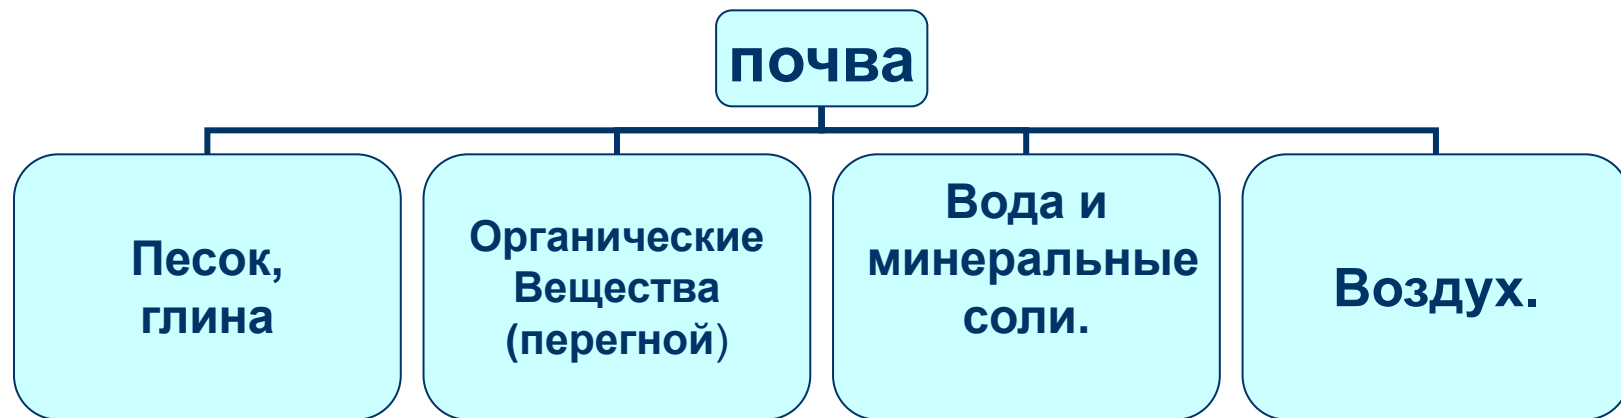 почва
Песок,
глина
Органические
Вещества
(перегной)
Вода и
минеральные
соли.
Воздух.